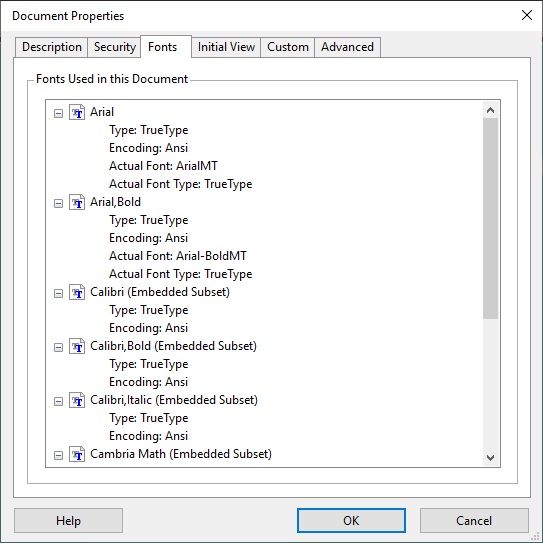 Document Properties
Description Security Fonts Initial View Custom Advanced
Fonts Used in this Document
Arial
Type: TrueType
Encoding: Ansi
Actual Font: ArialMT
Actual Font Type: TrueType
Arial,Bold
Type: TrueType
Encoding: Ansi
Actual Font: Arial-BoldMT
Actual Font Type: TrueType
Calibri (Embedded Subset)
Type: TrueType
Encoding: Ansi
Calibri,Bold (Embedded Subset)
Type: TrueType
Encoding: Ansi
Calibri,Italic (Embedded Subset)
Type: TrueType
Encoding: Ansi
Cambria Math (Embedded Subset)
Help OK Cancel